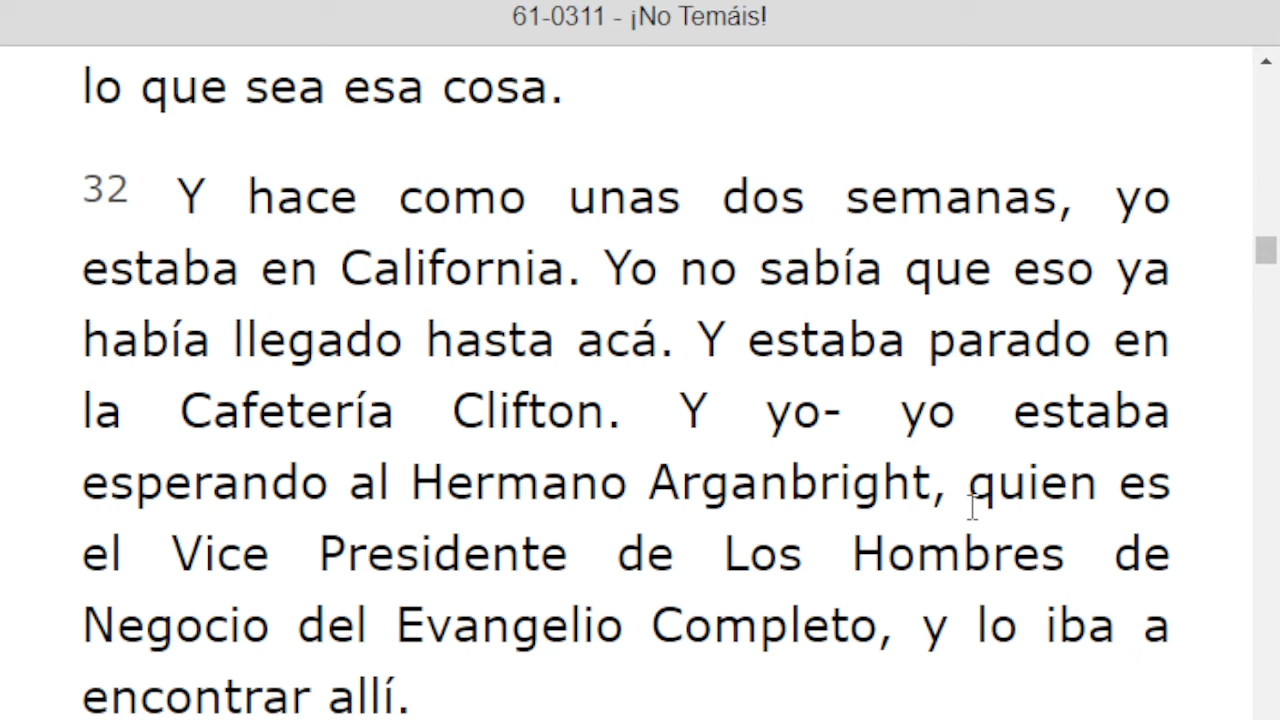 61-0311 - ¡No Temáis!
lo que sea esa cosa.
32 Y hace como unas dos semanas, yo
estaba en California. Yo no sabía que eso ya
había llegado hasta acá. Y estaba parado en
la Cafetería Clifton. Y yo- yo estaba
esperando al Hermano Arganbright, quien es
el Vice Presidente de Los Hombres de
Negocio del Evangelio Completo, y lo iba a
encontrar allí.